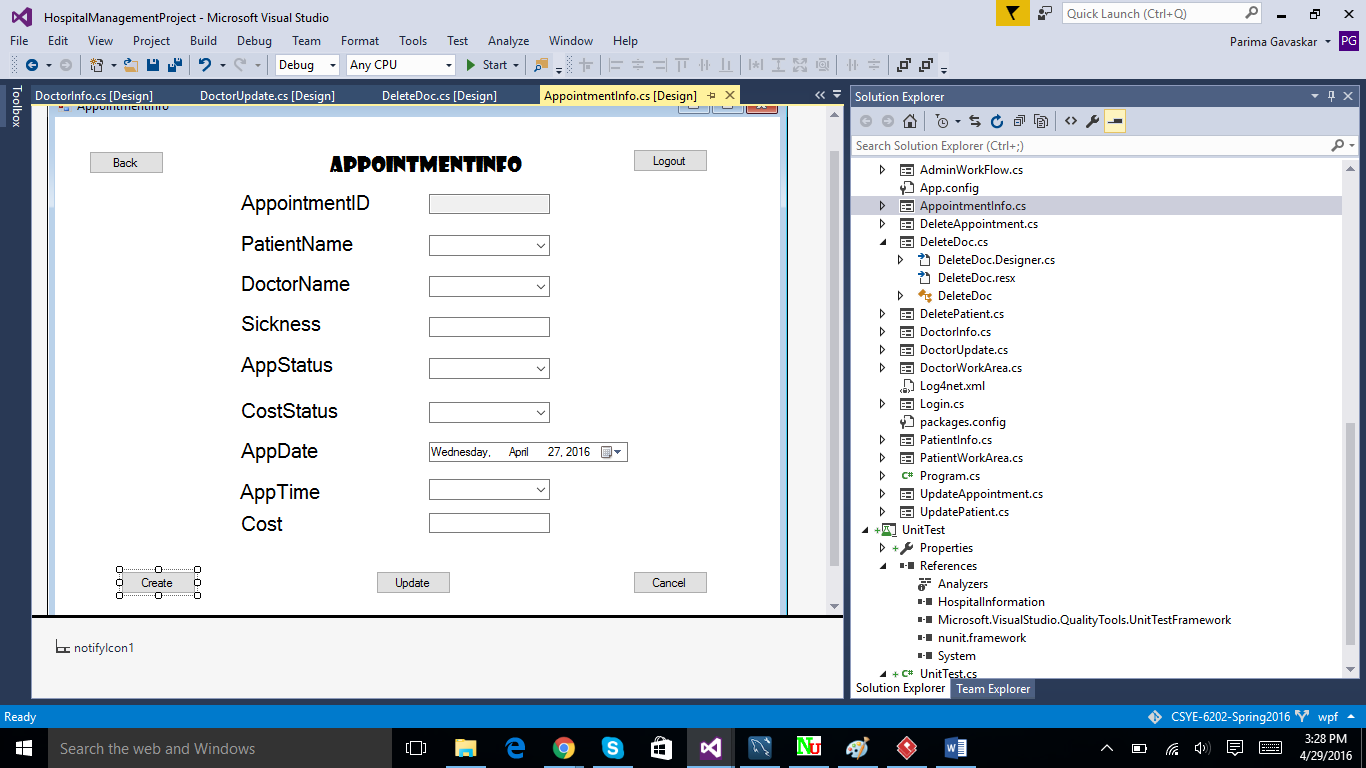 HospitalManagementProject - Microsoft Visual Studio
Quick Launch (Ctrl+Q)
File Edit View Project Build Debug Team Format Tools Test Analyze Window Help
Parima Gavaskar PG
Debug Any CPU Start
Toolbox
DoctorInfo.cs [Design] DoctorUpdate.cs [Design] DeleteDoc.cs [Design] AppointmentInfo.cs [Design]
AppointmentInfo
Back
APPOINTMENTINFO
Logout
AppointmentID
PatientName
DoctorName
Sickness
AppStatus
CostStatus
AppDate Wednesday, April 27, 2016
AppTime
Cost
Create Update Cancel
notifyIcon1
Solution Explorer
Search Solution Explorer (Ctrl+;)
AdminWorkFlow.cs
App.config
AppointmentInfo.cs
DeleteAppointment.cs
DeleteDoc.cs
DeleteDoc.Designer.cs
DeleteDoc.resx
DeleteDoc
DeletePatient.cs
DoctorInfo.cs
DoctorUpdate.cs
DoctorWorkArea.cs
Log4net.xml
Login.cs
packages.config
PatientInfo.cs
PatientWorkArea.cs
C# Program.cs
UpdateAppointment.cs
UpdatePatient.cs
UnitTest
Properties
References
Analyzers
HospitalInformation
Microsoft.VisualStudio.QualityTools.UnitTestFramework
nunit.framework
System
C# UnitTest.cs
Solution Explorer Team Explorer
Ready
CSYE-6202-Spring2016 wpf
Search the web and Windows
Nu
3:28 PM
4/29/2016